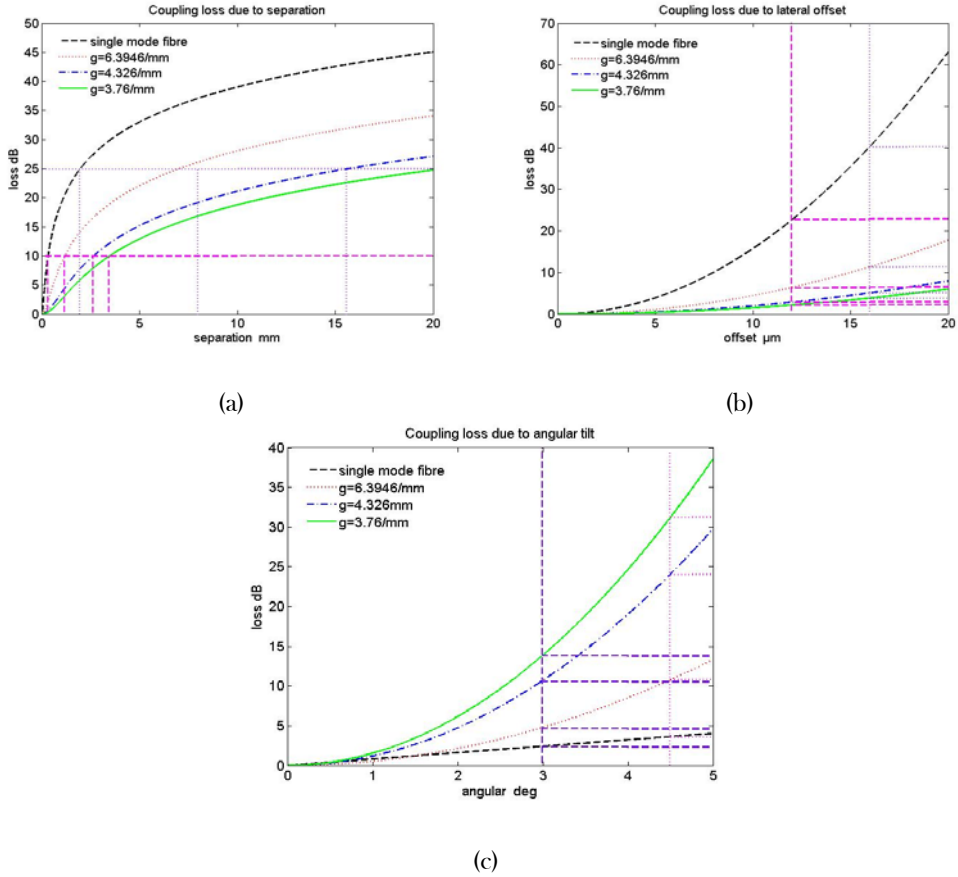 Coupling loss due to separation
50
45
40
35
30
25
20
15
10
5
0
loss dB
single mode fibre
g=6.3946/mm
g=4.326/mm
g=3.76/mm
0 5 10 15 20
separation mm
(a)
Coupling loss due to lateral offset
70
60
50
40
30
20
10
0
loss dB
single mode fibre
g=6.3946/mm
g=4.326mm
g=3.76/mm
0 5 10 15 20
offset µm
(b)
Coupling loss due to angular tilt
40
35
30
25
20
15
10
5
0
loss dB
single mode fibre
g=6.3946/mm
g=4.326mm
g=3.76/mm
0 1 2 3 4 5
angular deg
(c)